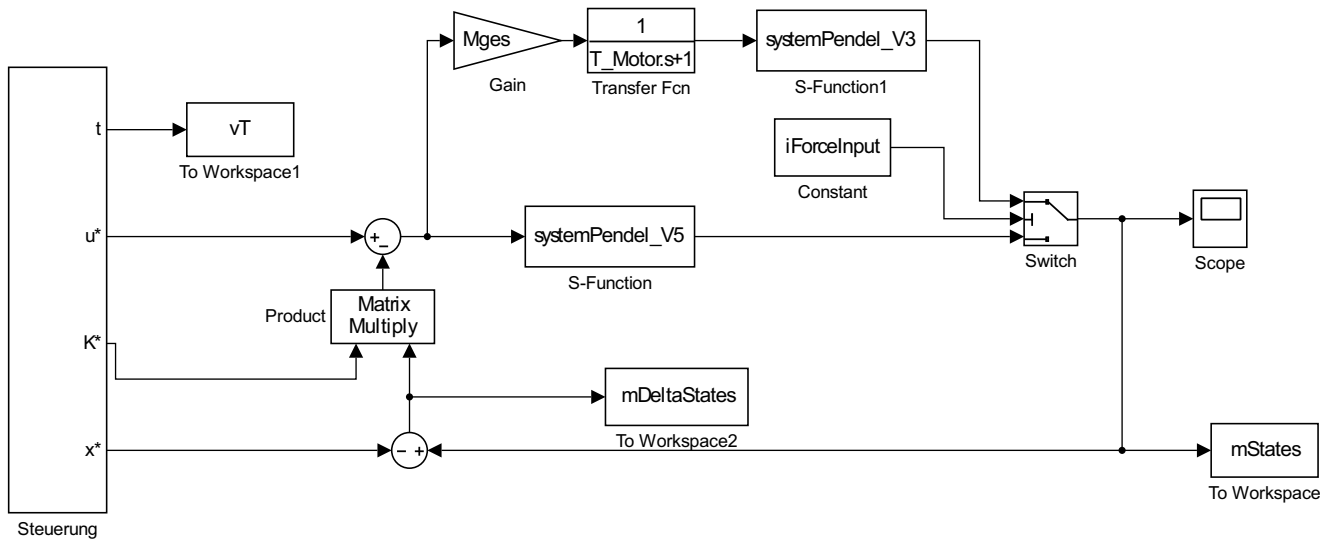 Mges
Gain
1
T_Motor.s+1
Transfer Fcn
systemPendel_V3
S-Function1
t
vT
To Workspace1
iForceInput
Constant
u*
+
−
systemPendel_V5
S-Function
Switch
Scope
Product
Matrix
Multiply
K*
mDeltaStates
To Workspace2
x*
− +
mStates
To Workspace
Steuerung